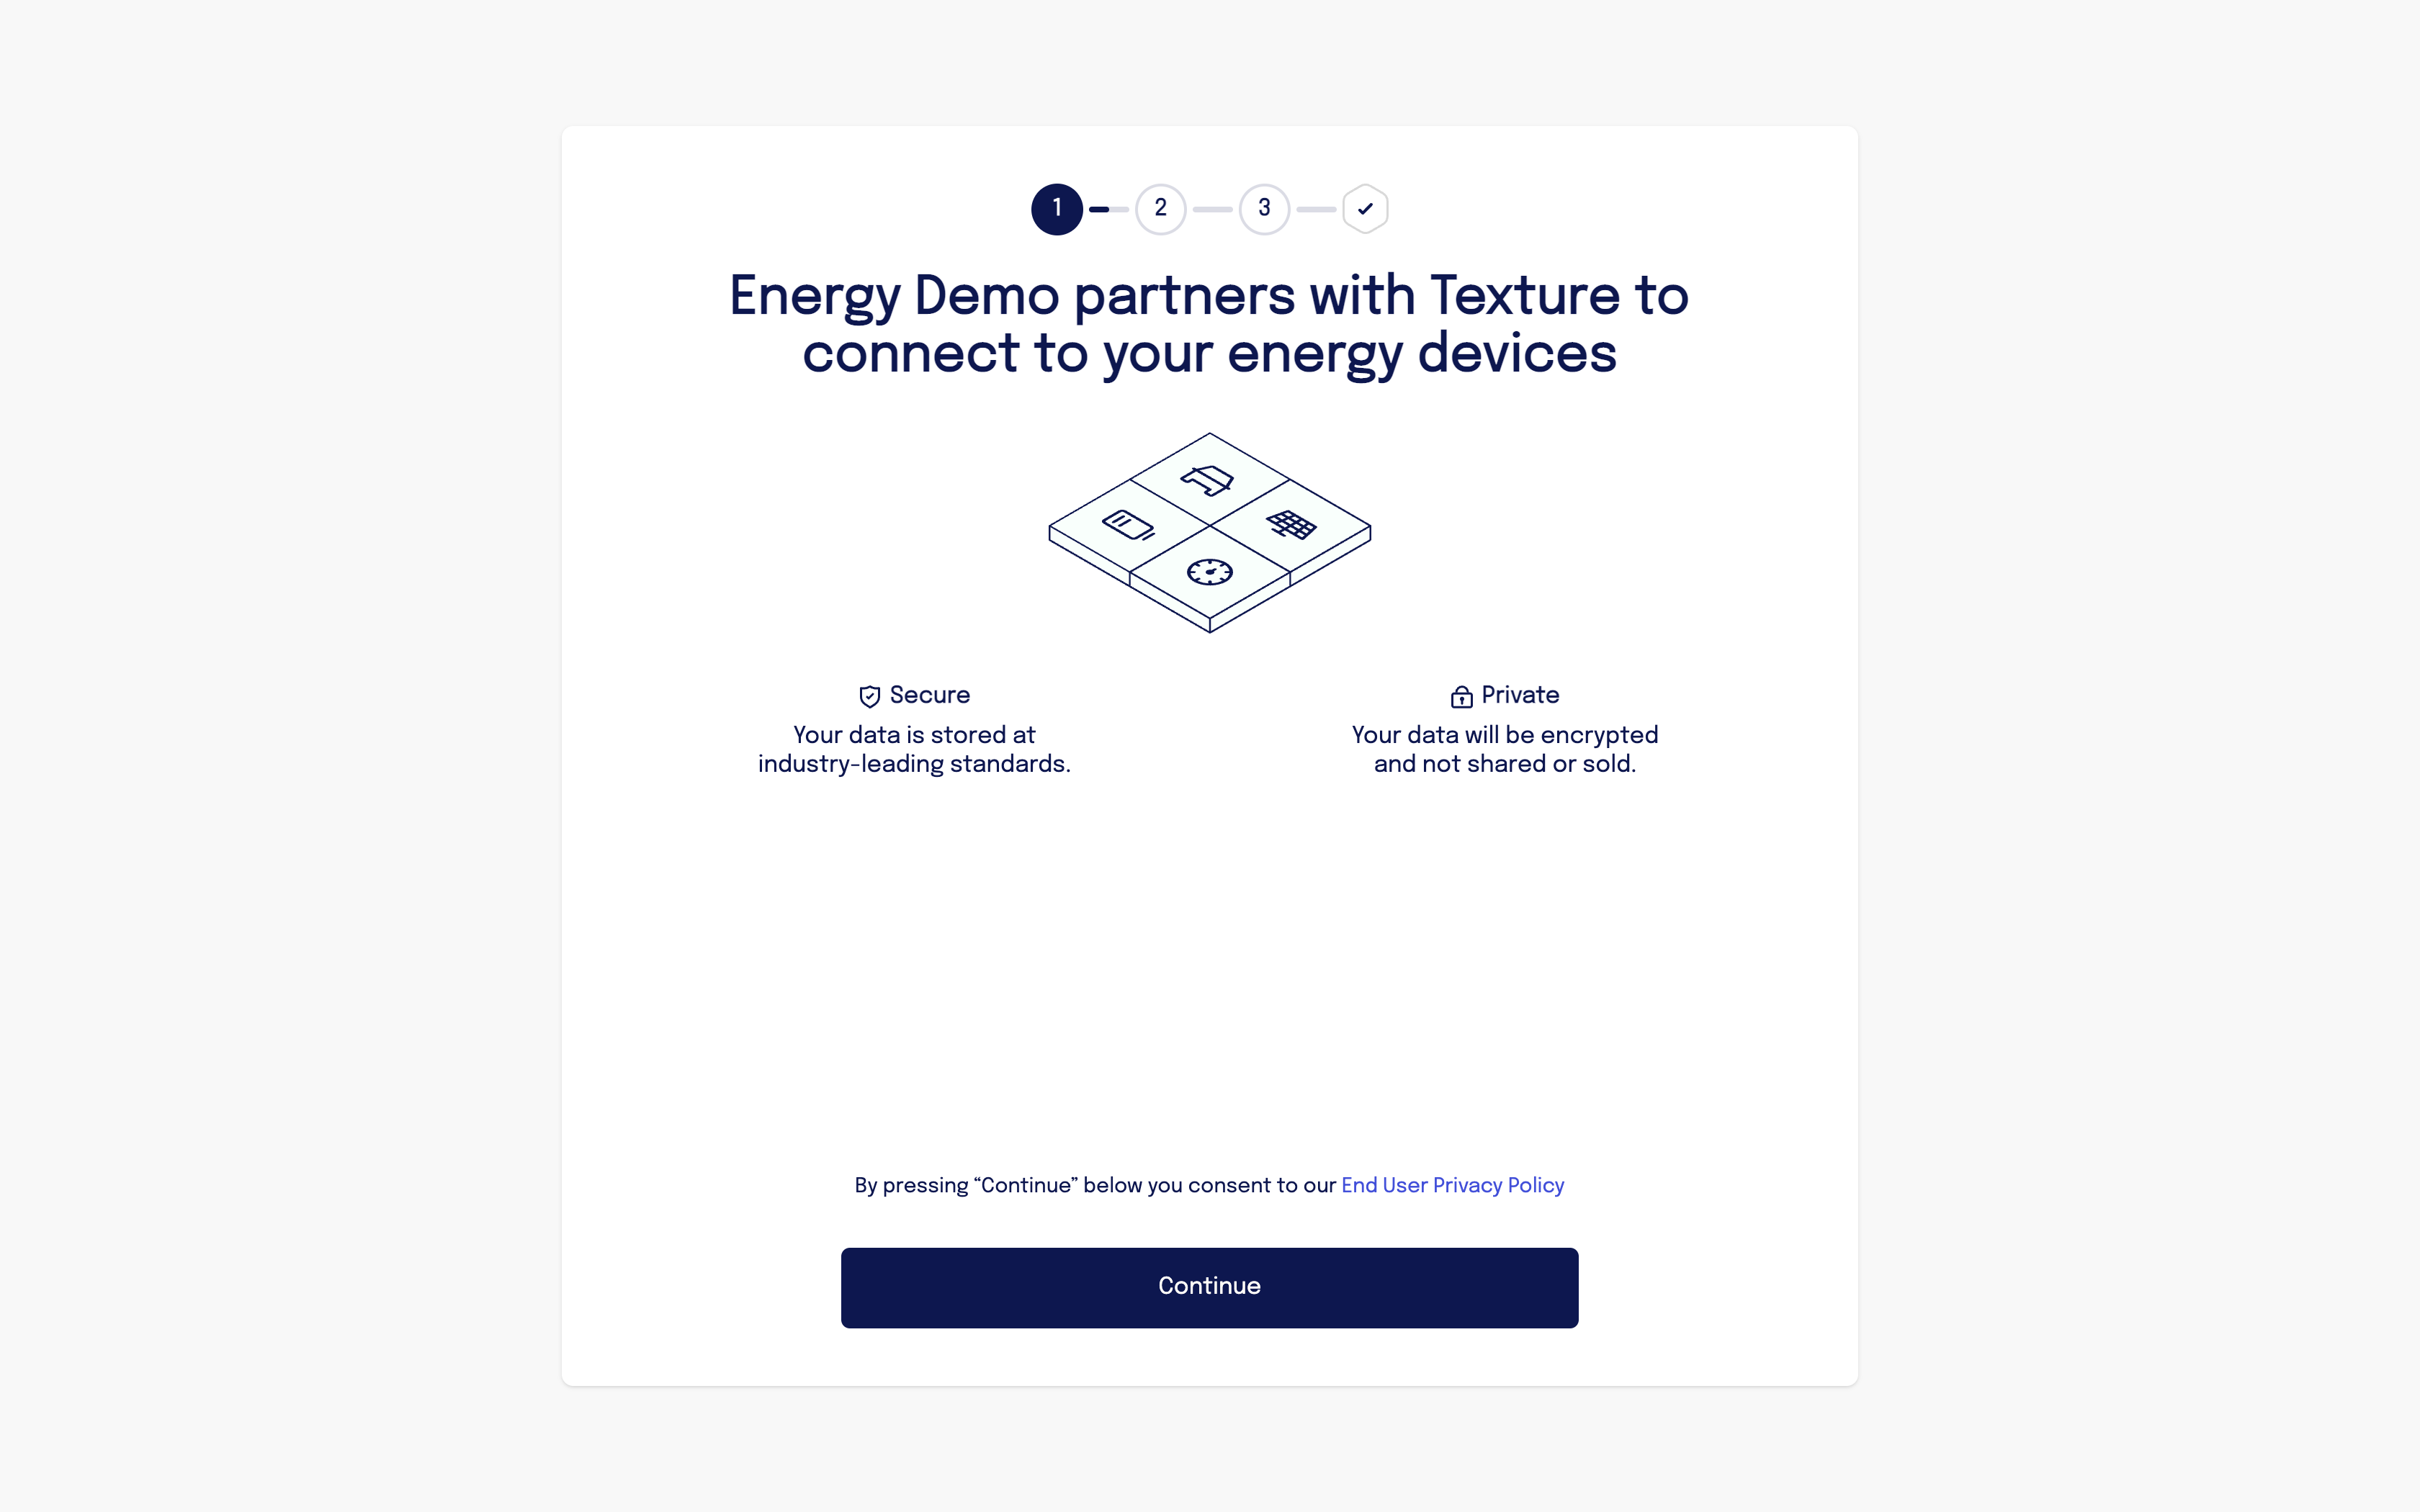 1 2 3
Energy Demo partners with Texture to
connect to your energy devices
Secure
Your data is stored at
industry-leading standards.
Private
Your data will be encrypted
and not shared or sold.
By pressing “Continue” below you consent to our End User Privacy Policy
Continue